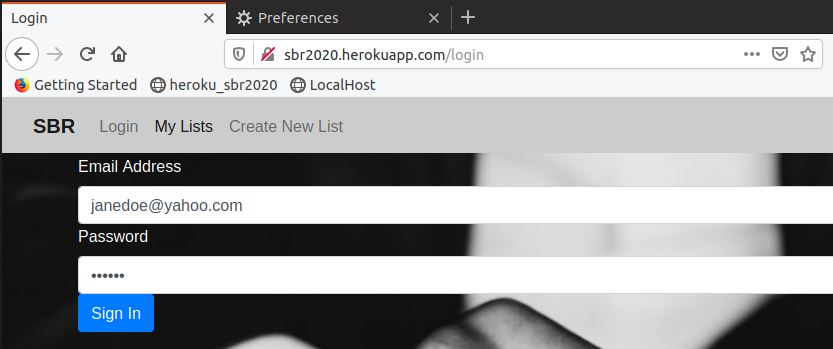 Login Preferences
sbr2020.herokuapp.com/login
Getting Started heroku_sbr2020 LocalHost
SBR Login My Lists Create New List
Email Address
janedoe@yahoo.com
Password
••••••
Sign In